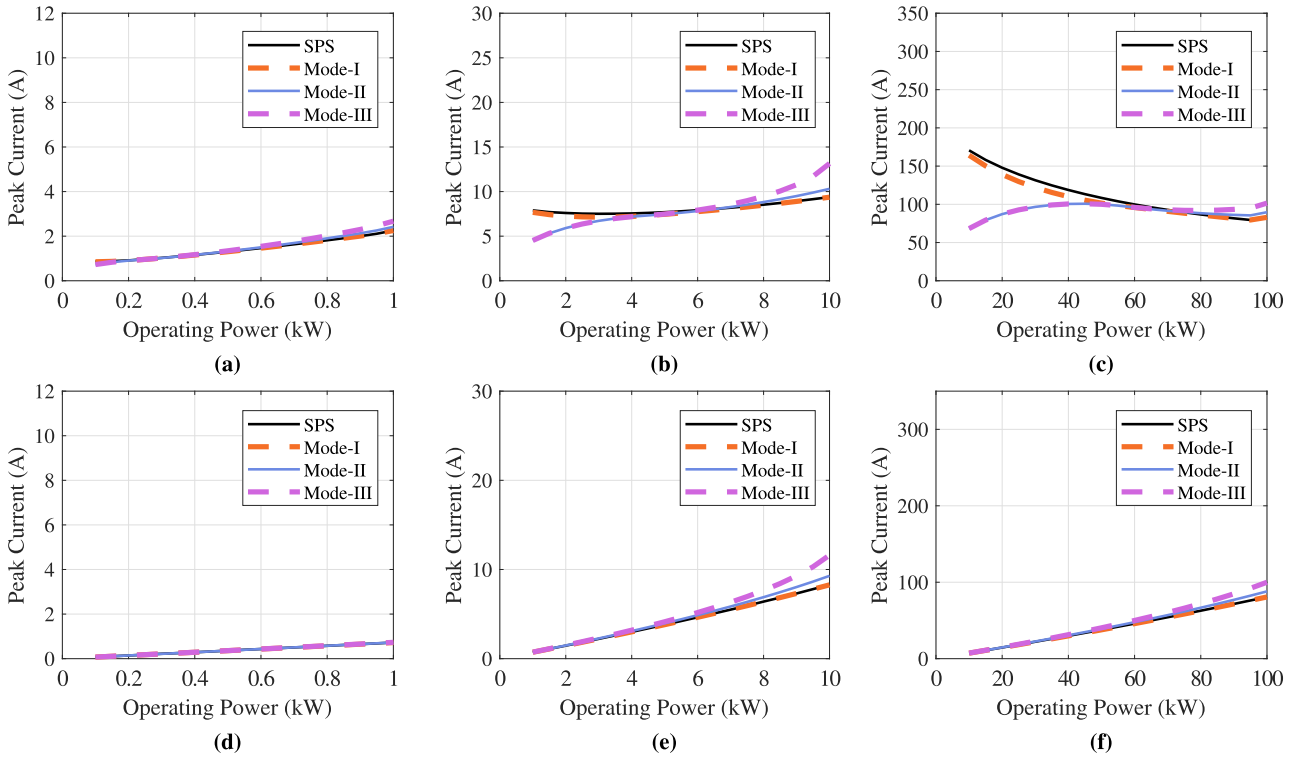 12
10
8
6
4
2
0
Peak Current (A)
SPS
Mode-I
Mode-II
Mode-III
0 0.2 0.4 0.6 0.8 1
Operating Power (kW)
(a)
30
25
20
15
10
5
0
Peak Current (A)
SPS
Mode-I
Mode-II
Mode-III
0 2 4 6 8 10
Operating Power (kW)
(b)
350
300
250
200
150
100
50
0
Peak Current (A)
SPS
Mode-I
Mode-II
Mode-III
0 20 40 60 80 100
Operating Power (kW)
(c)
12
10
8
6
4
2
0
Peak Current (A)
SPS
Mode-I
Mode-II
Mode-III
0 0.2 0.4 0.6 0.8 1
Operating Power (kW)
(d)
30
20
10
0
Peak Current (A)
SPS
Mode-I
Mode-II
Mode-III
0 2 4 6 8 10
Operating Power (kW)
(e)
300
200
100
0
Peak Current (A)
SPS
Mode-I
Mode-II
Mode-III
0 20 40 60 80 100
Operating Power (kW)
(f)